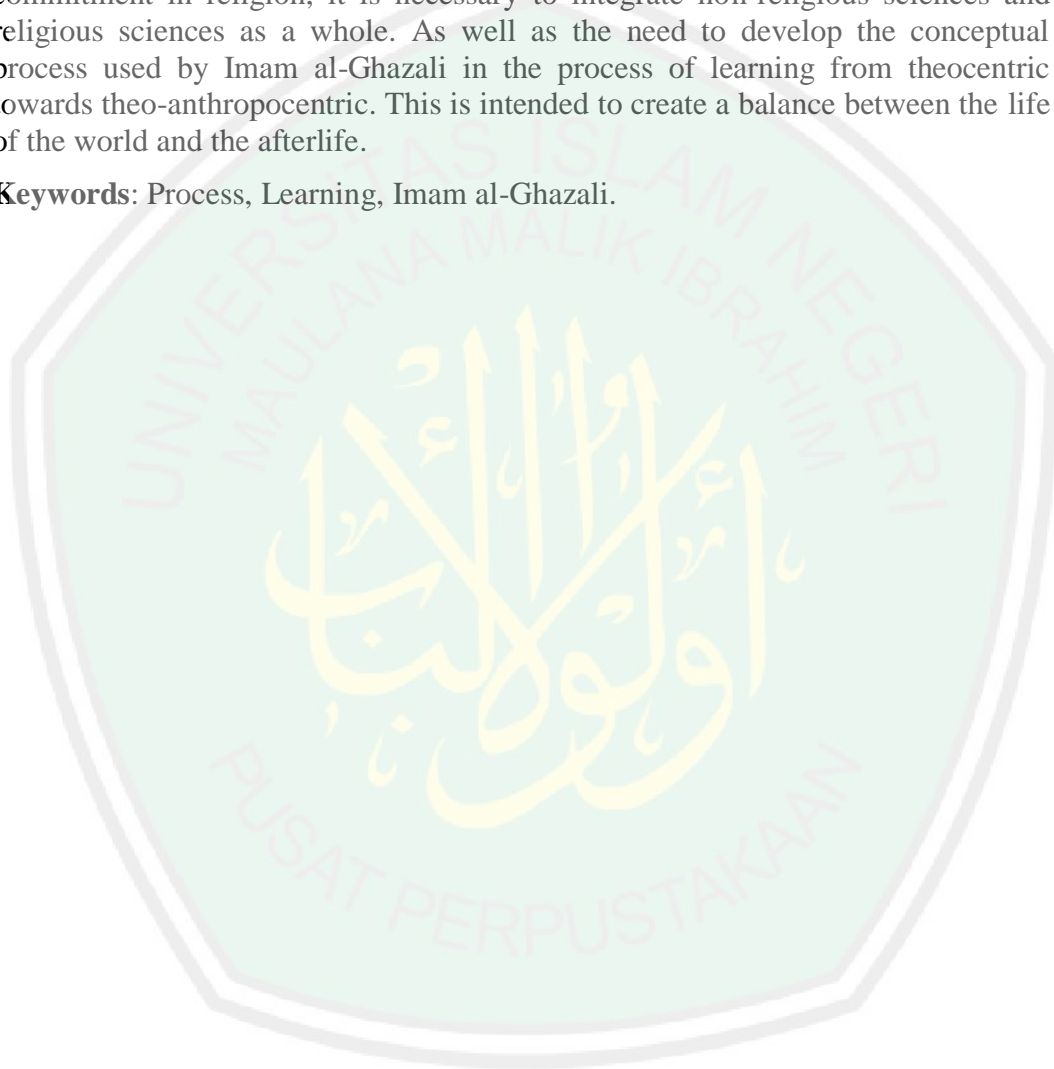 commitment in religion, it is necessary to integrate non-religious sciences and
religious sciences as a whole. As well as the need to develop the conceptual
process used by Imam al-Ghazali in the process of learning from theocentric
towards theo-anthropocentric. This is intended to create a balance between the life
of the world and the afterlife.
Keywords: Process, Learning, Imam al-Ghazali.
UNIVERSITAS ISLAM NEGERI
MAULANA MALIK IBRAHIM
أولوا الألباب
PUSAT PERPUSTAKAAN